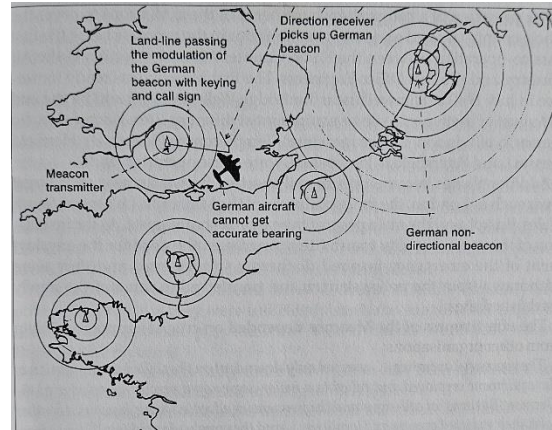 Direction receiver
picks up German
beacon
Land-line passing
the modulation of
the German
beacon with keying
and call sign
Meacon
transmitter
German aircraft
cannot get
accurate bearing
German non-
directional beacon